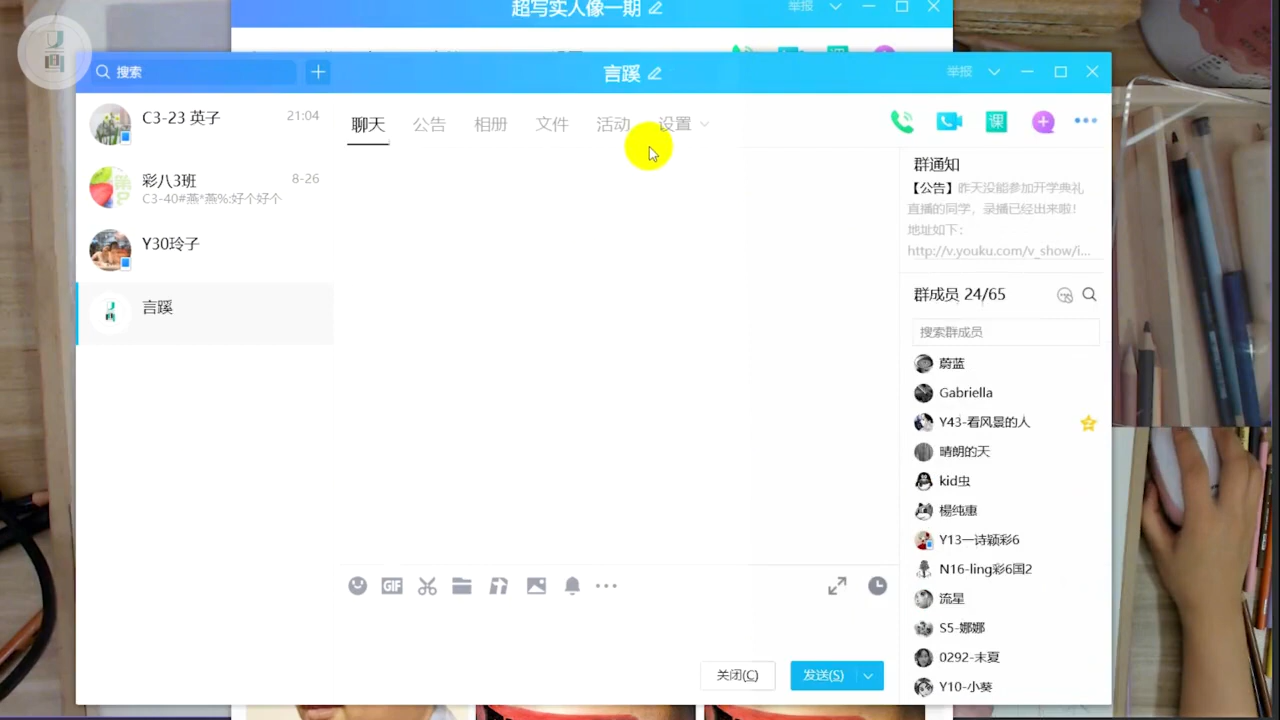 超写实人像一期
举报
搜索
言蹊
举报
C3-23 英子
21:04
彩八3班
8-26
C3-40#燕*燕%:好个好个
Y30玲子
言蹊
聊天
公告
相册
文件
活动
设置
课
群通知
【公告】昨天没能参加开学典礼
直播的同学，录播已经出来啦！
地址如下：
http://v.youku.com/v_show/i...
群成员 24/65
搜索群成员
蔚蓝
Gabriella
Y43-看风景的人
晴朗的天
kid虫
楊纯惠
Y13一诗颖彩6
N16-ling彩6国2
流星
S5-娜娜
0292-末夏
Y10-小葵
GIF
关闭(C)
发送(S)